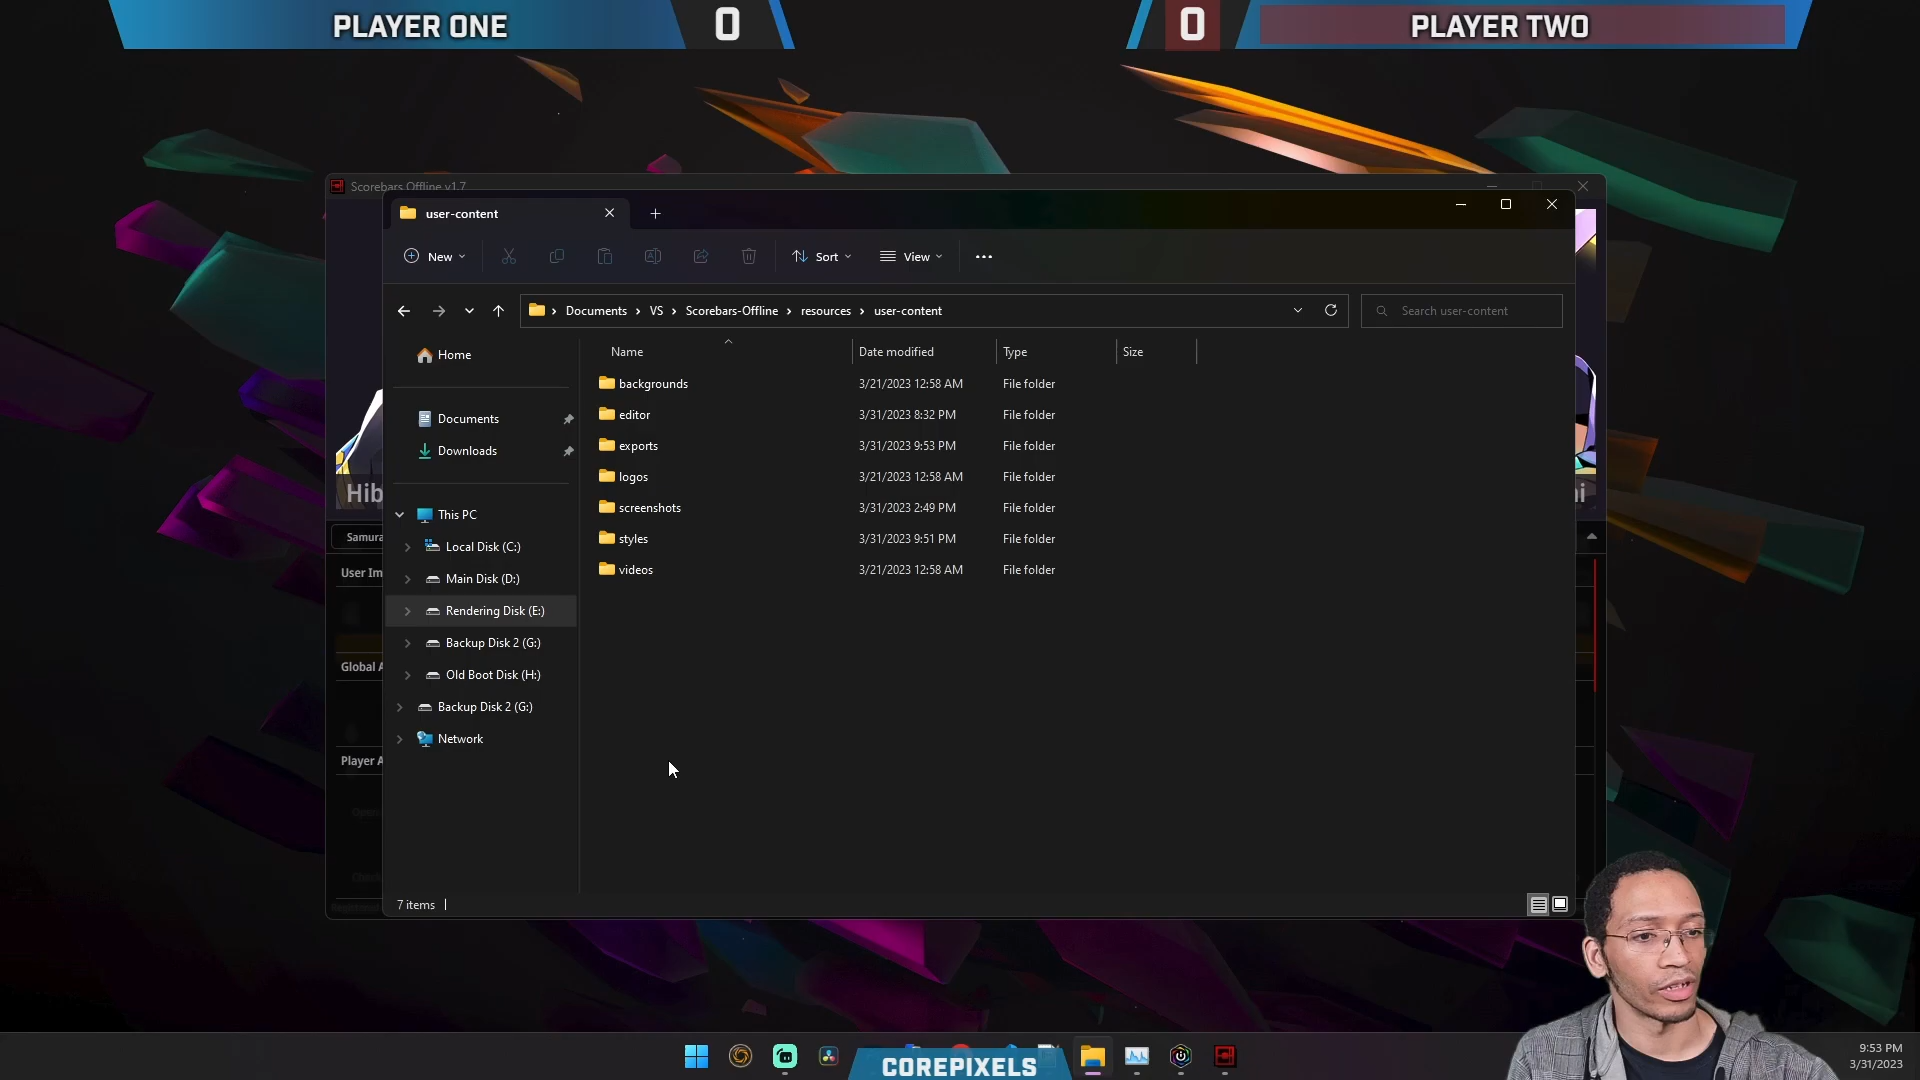 PLAYER ONE
0
0
PLAYER TWO
Scorebars Offline v1.7
user-content
New
Sort
View
Documents
VS
Scorebars-Offline
resources
user-content
Search user-content
Name
Date modified
Type
Size
Home
Documents
Downloads
This PC
Local Disk (C:)
Main Disk (D:)
Rendering Disk (E:)
Backup Disk 2 (G:)
Old Boot Disk (H:)
Backup Disk 2 (G:)
Network
backgrounds 3/21/2023 12:58 AM File folder
editor 3/31/2023 8:32 PM File folder
exports 3/31/2023 9:53 PM File folder
logos 3/21/2023 12:58 AM File folder
screenshots 3/31/2023 2:49 PM File folder
styles 3/31/2023 9:51 PM File folder
videos 3/21/2023 12:58 AM File folder
Hib
Samura
User Im
Global A
Player A
7 items
COREPIXELS
9:53 PM
3/31/2023